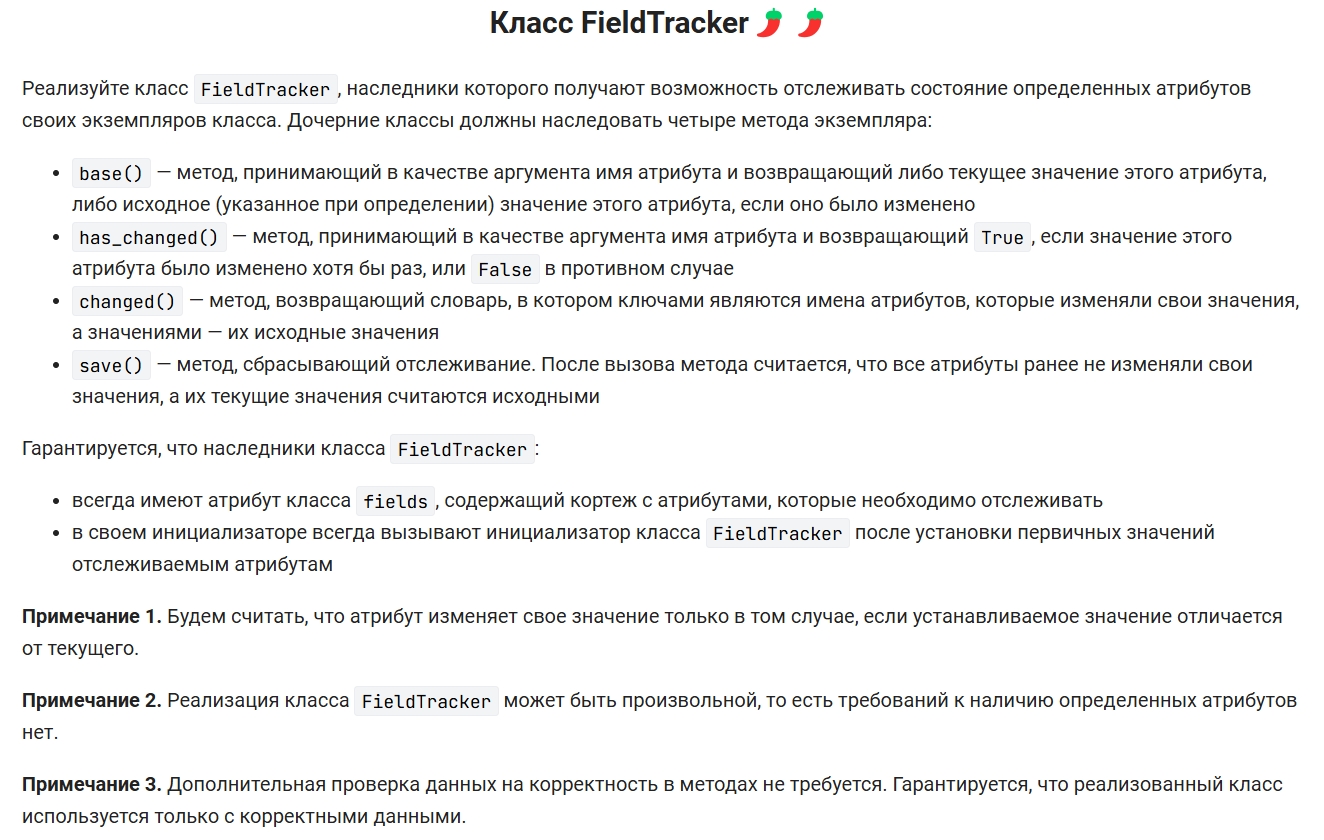 Класс FieldTracker 🌶️ 🌶️
Реализуйте класс FieldTracker, наследники которого получают возможность отслеживать состояние определенных атрибутов
своих экземпляров класса. Дочерние классы должны наследовать четыре метода экземпляра:
• base() — метод, принимающий в качестве аргумента имя атрибута и возвращающий либо текущее значение этого атрибута,
либо исходное (указанное при определении) значение этого атрибута, если оно было изменено
• has_changed() — метод, принимающий в качестве аргумента имя атрибута и возвращающий True, если значение этого
атрибута было изменено хотя бы раз, или False в противном случае
• changed() — метод, возвращающий словарь, в котором ключами являются имена атрибутов, которые изменяли свои значения,
а значениями — их исходные значения
• save() — метод, сбрасывающий отслеживание. После вызова метода считается, что все атрибуты ранее не изменяли свои
значения, а их текущие значения считаются исходными
Гарантируется, что наследники класса FieldTracker:
• всегда имеют атрибут класса fields, содержащий кортеж с атрибутами, которые необходимо отслеживать
• в своем инициализаторе всегда вызывают инициализатор класса FieldTracker после установки первичных значений
отслеживаемым атрибутам
Примечание 1. Будем считать, что атрибут изменяет свое значение только в том случае, если устанавливаемое значение отличается
от текущего.
Примечание 2. Реализация класса FieldTracker может быть произвольной, то есть требований к наличию определенных атрибутов
нет.
Примечание 3. Дополнительная проверка данных на корректность в методах не требуется. Гарантируется, что реализованный класс
используется только с корректными данными.